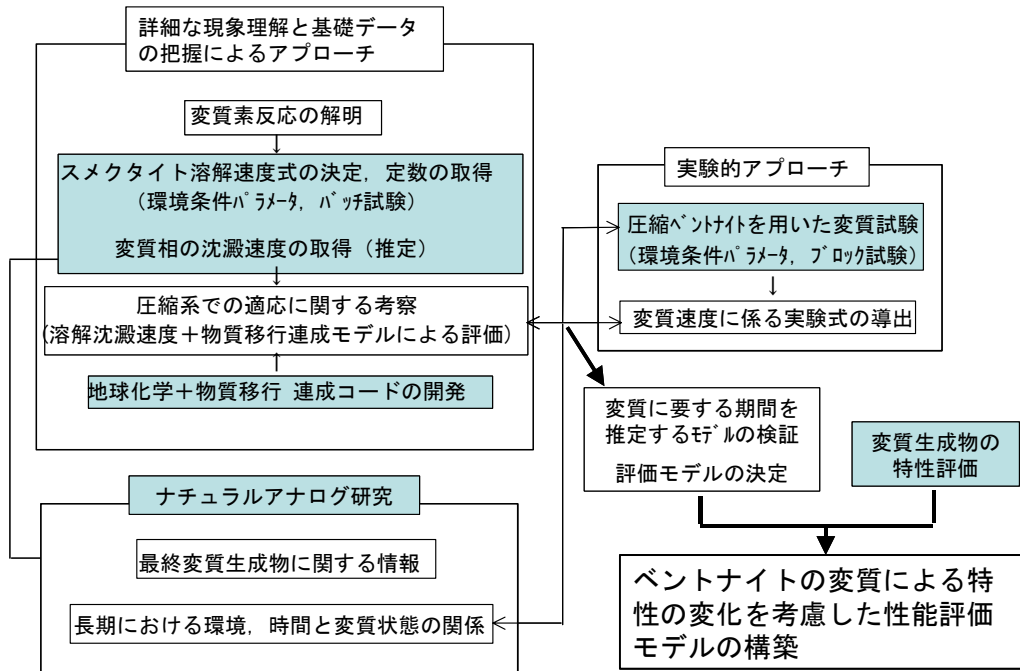 詳細な現象理解と基礎データ
の把握によるアプローチ
変質素反応の解明
スメクタイト溶解速度式の決定，定数の取得
（環境条件ﾊﾟﾗﾒｰﾀ，ﾊﾞｯﾁ試験）
変質相の沈澱速度の取得（推定）
圧縮系での適応に関する考察
(溶解沈澱速度＋物質移行連成モデルによる評価）
地球化学＋物質移行 連成コードの開発
ナチュラルアナログ研究
最終変質生成物に関する情報
長期における環境，時間と変質状態の関係
実験的アプローチ
圧縮ﾍﾞﾝﾄﾅｲﾄを用いた変質試験
（環境条件ﾊﾟﾗﾒｰﾀ，ﾌﾞﾛｯｸ試験）
変質速度に係る実験式の導出
変質に要する期間を
推定するﾓﾃﾞﾙの検証
評価モデルの決定
変質生成物の
特性評価
ベントナイトの変質による特
性の変化を考慮した性能評価
モデルの構築